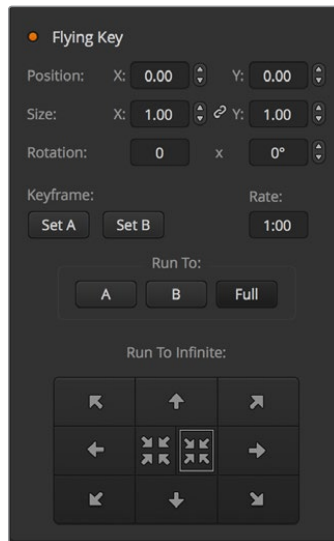 Flying Key
Position: X: 0.00 Y: 0.00
Size: X: 1.00 Y: 1.00
Rotation: 0 x 0°
Keyframe: Rate:
Set A Set B 1:00
Run To:
A B Full
Run To Infinite: